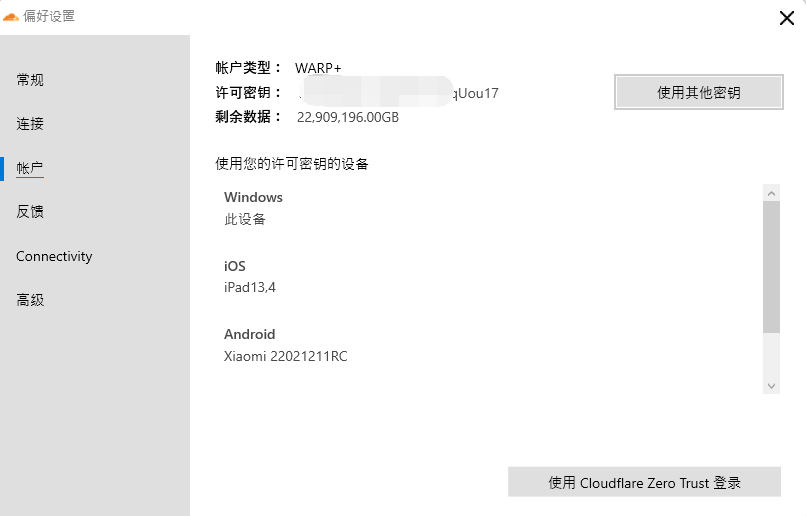 偏好设置
常规
连接
帐户
反馈
Connectivity
高级
帐户类型： WARP+
许可密钥： qUou17
剩余数据： 22,909,196.00GB
使用其他密钥
使用您的许可密钥的设备
Windows
此设备
iOS
iPad13,4
Android
Xiaomi 22021211RC
使用 Cloudflare Zero Trust 登录